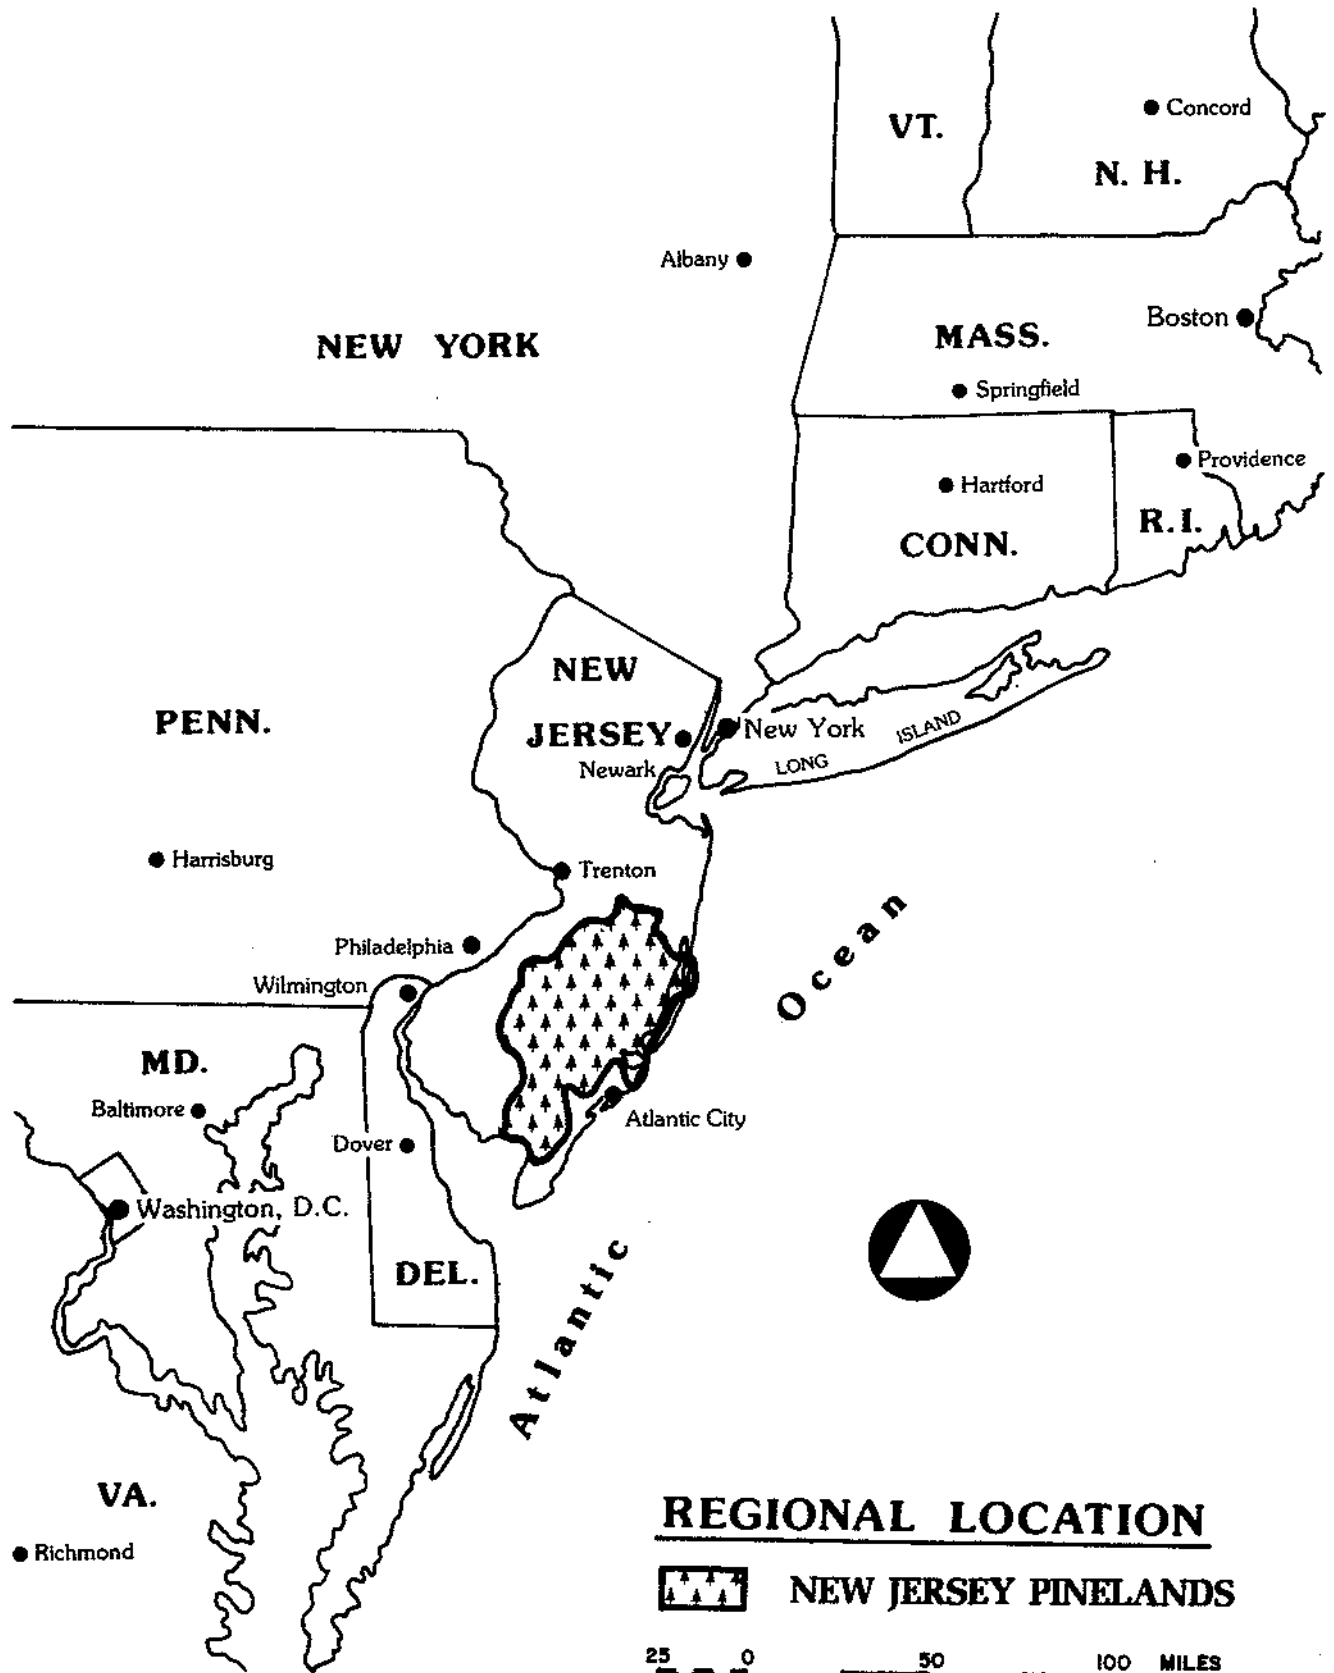 Concord
VT.
N. H.
Albany
Boston
NEW YORK
MASS.
Springfield
Providence
Hartford
R.I.
CONN.
NEW
JERSEY
PENN.
New York
ISLAND
LONG
Newark
Harrisburg
Trenton
Philadelphia
Wilmington
Atlantic Ocean
MD.
Baltimore
Atlantic City
Dover
Washington, D.C.
DEL.
VA.
Richmond
REGIONAL LOCATION
NEW JERSEY PINELANDS
25 0 50 100 MILES